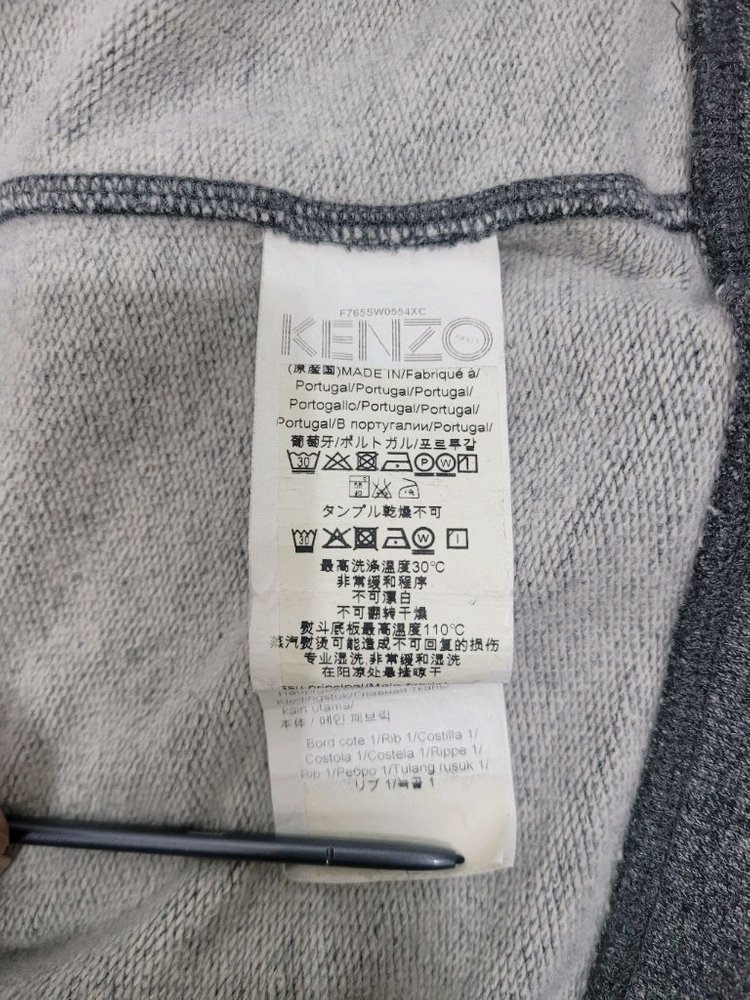 F765SW0554XC
KENZO
PARIS
(原産国)MADE IN/Fabriqué à/
Portugal/Portugal/Portugal/
Portogallo/Portugal/Portugal/
Portugal/В португалии/Portugal/
葡萄牙/ポルトガル/포르투갈
30 P W
タンブル乾燥不可
30 W
最高洗涤温度30°C
非常缓和程序
不可漂白
不可翻转干燥
熨斗底板最高温度110°C
蒸汽熨烫可能造成不可回复的损伤
专业湿洗,非常缓和湿洗
在阴凉处悬挂晾干
kain utama/
本体 / 메인 패브릭
Bord cote 1/Rib 1/Costilla 1/
Costola 1/Costela 1/Rippe 1/
Rib 1/Ребро 1/Tulang rusuk 1/
リブ 1/늑골 1